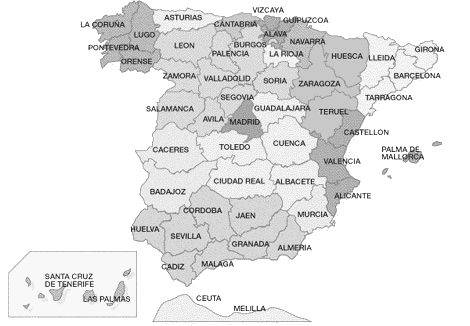 VIZCAYA
ASTURIAS
CANTABRIA
GUIPUZCOA
LA CORUÑA
LUGO
ALAVA
NAVARRA
PONTEVEDRA
LEON
PALENCIA
BURGOS
LA RIOJA
HUESCA
LLEIDA
GIRONA
ORENSE
ZAMORA
VALLADOLID
SORIA
ZARAGOZA
BARCELONA
SEGOVIA
TARRAGONA
SALAMANCA
GUADALAJARA
TERUEL
AVILA
MADRID
CASTELLON
CACERES
TOLEDO
CUENCA
PALMA DE
MALLORCA
VALENCIA
BADAJOZ
CIUDAD REAL
ALBACETE
ALICANTE
CORDOBA
JAEN
MURCIA
HUELVA
SEVILLA
GRANADA
ALMERIA
CADIZ
MALAGA
SANTA CRUZ
DE TENERIFE
LAS PALMAS
CEUTA
MELILLA